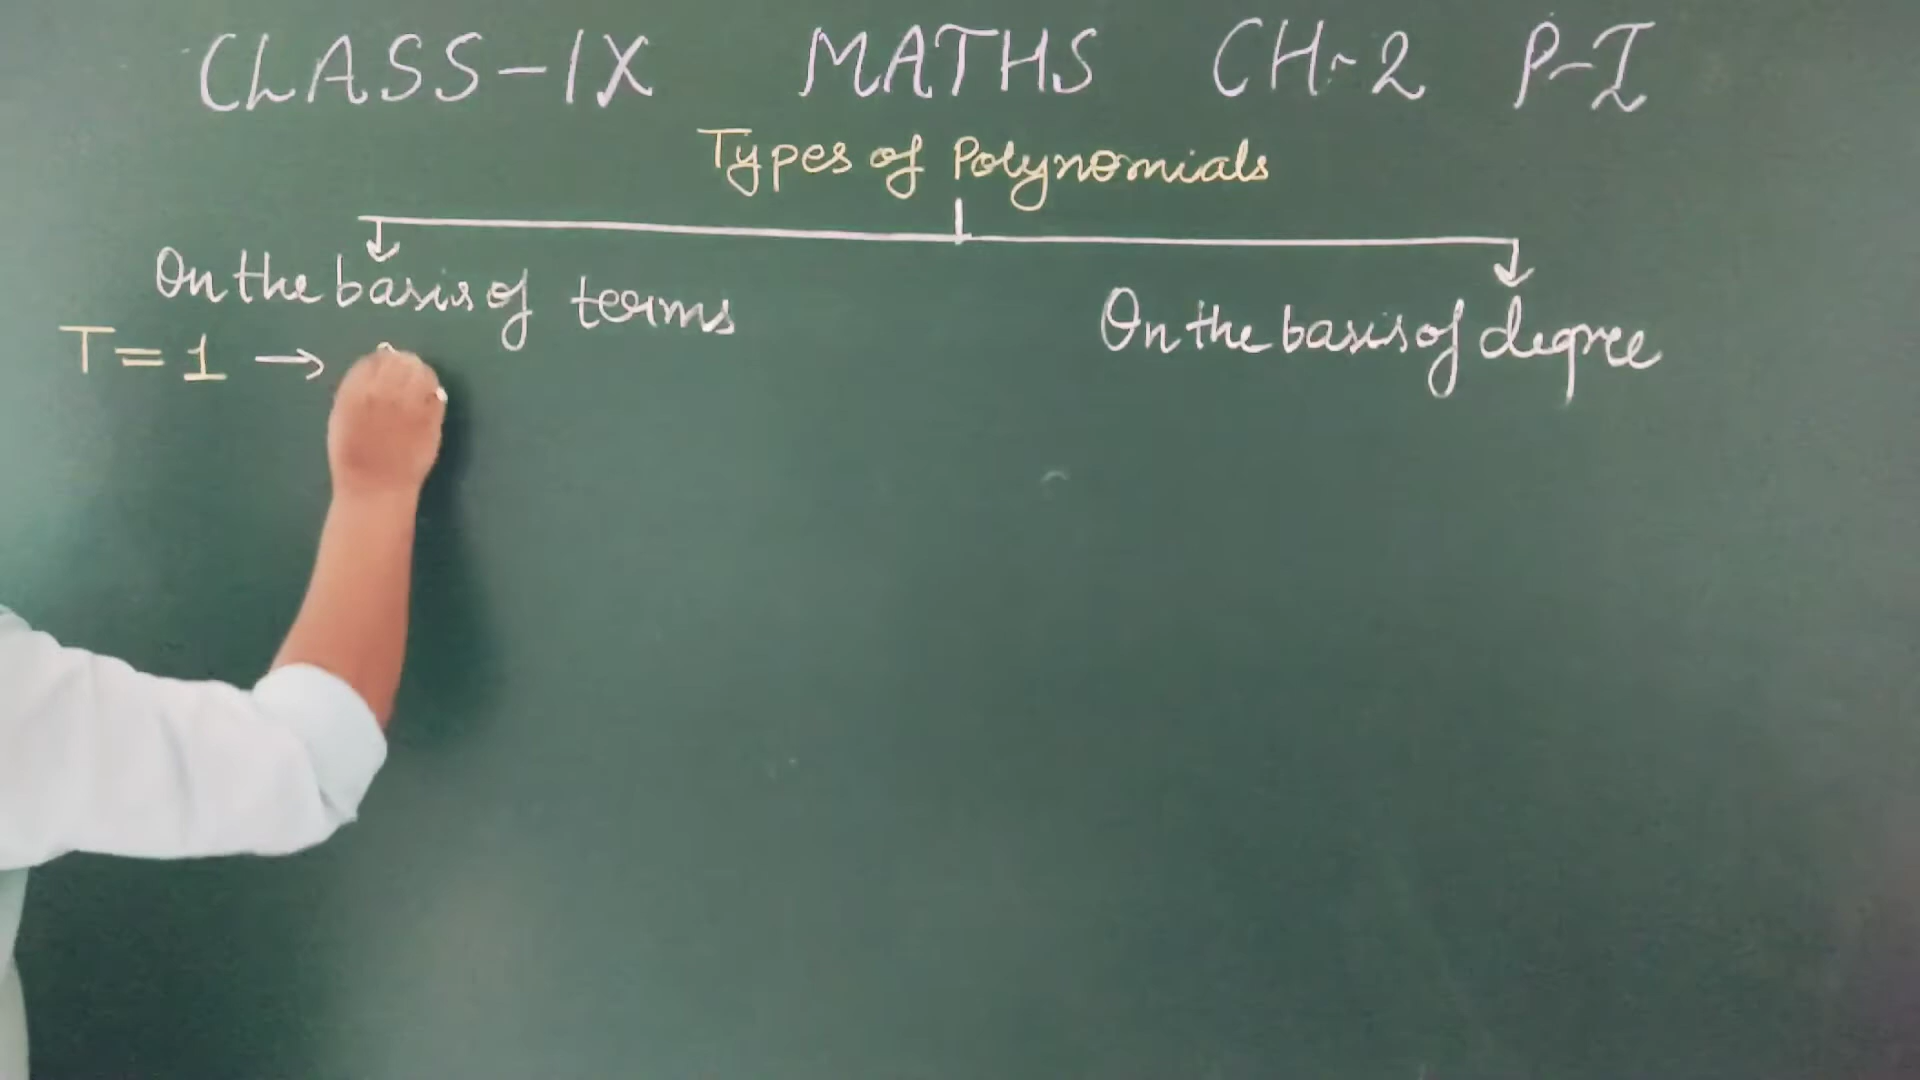 CLASS-IX MATHS CH-2 P-I
Types of Polynomials
On the basis of terms
On the basis of degree
T = 1 →